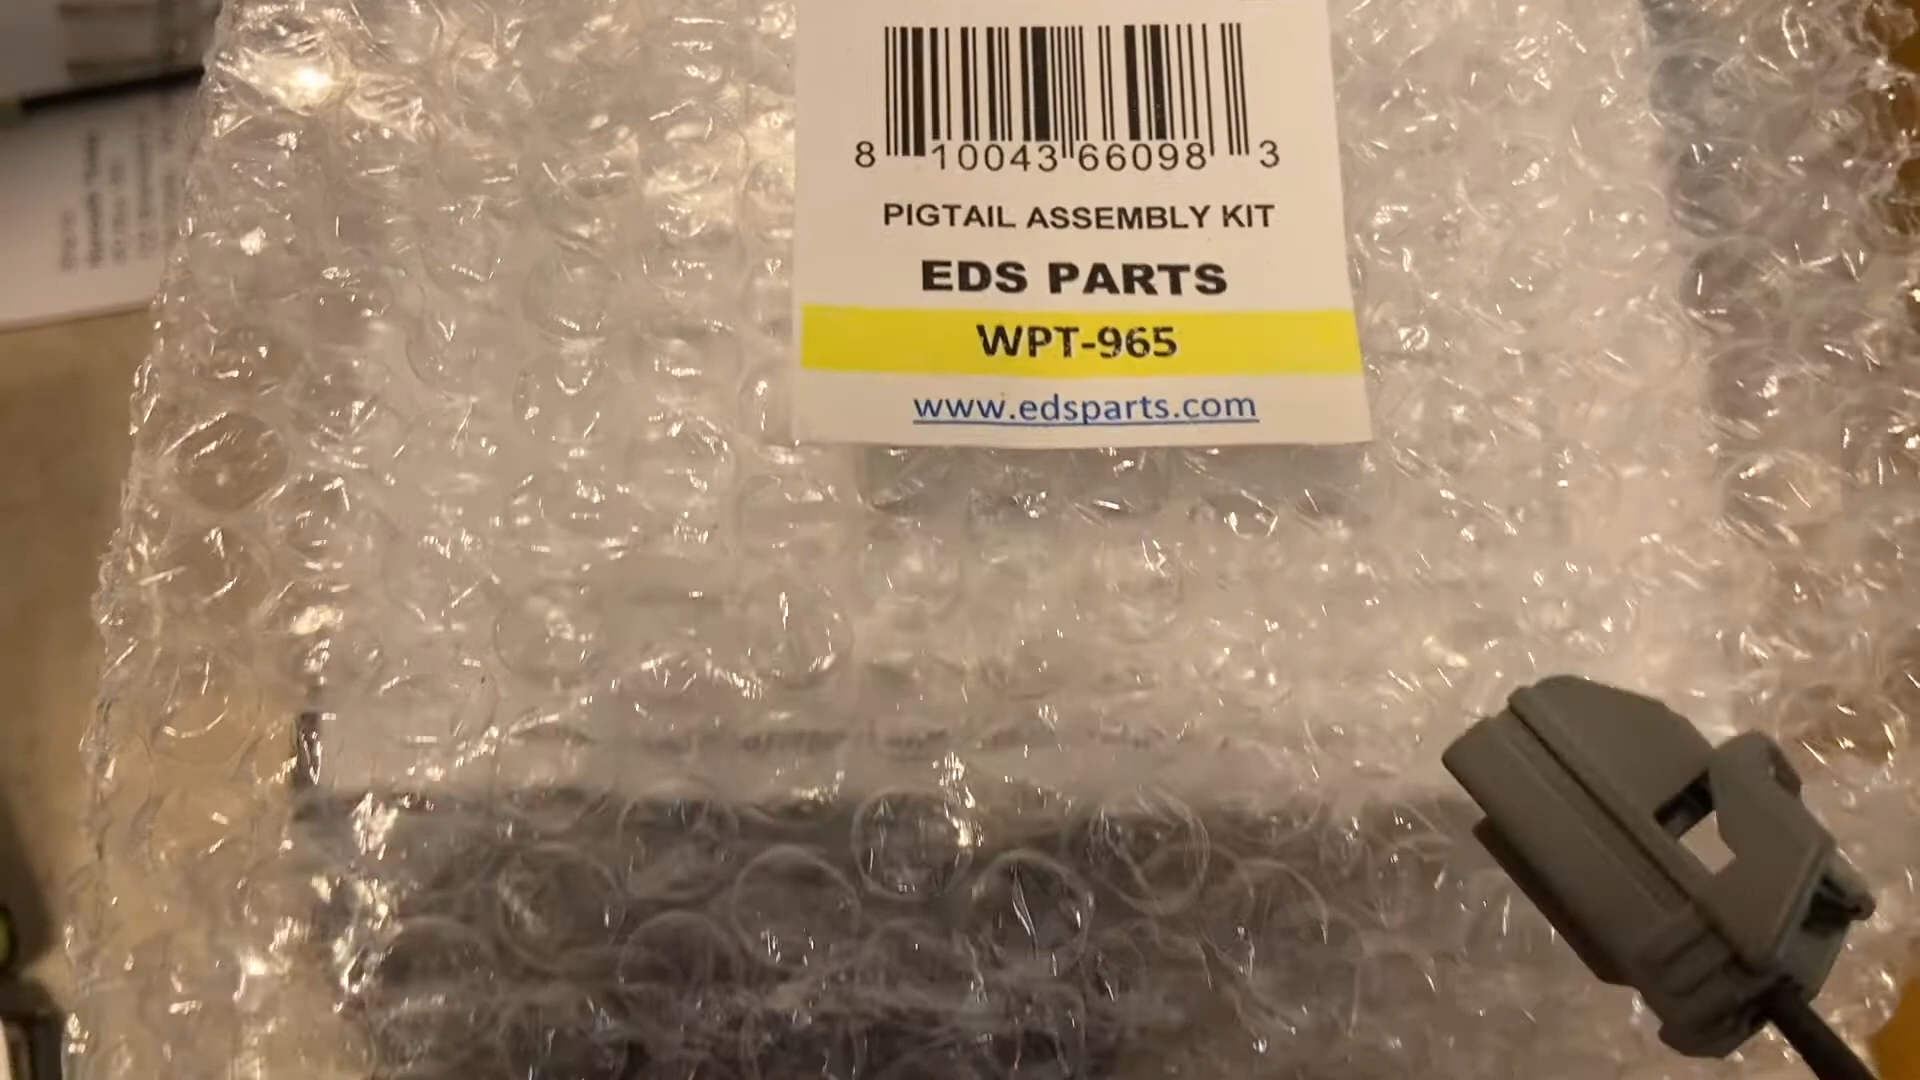 8 10043 66098 3
PIGTAIL ASSEMBLY KIT
EDS PARTS
WPT-965
www.edsparts.com